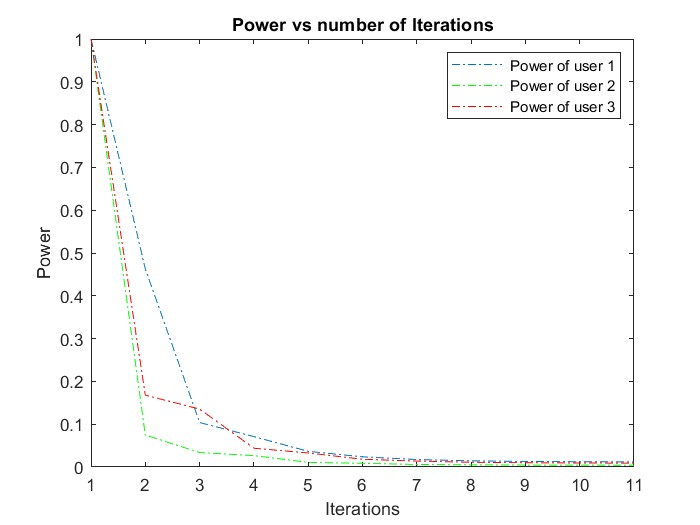 Power vs number of Iterations
Power of user 1
Power of user 2
Power of user 3
1
0.9
0.8
0.7
0.6
0.5
0.4
0.3
0.2
0.1
0
Power
1 2 3 4 5 6 7 8 9 10 11
Iterations